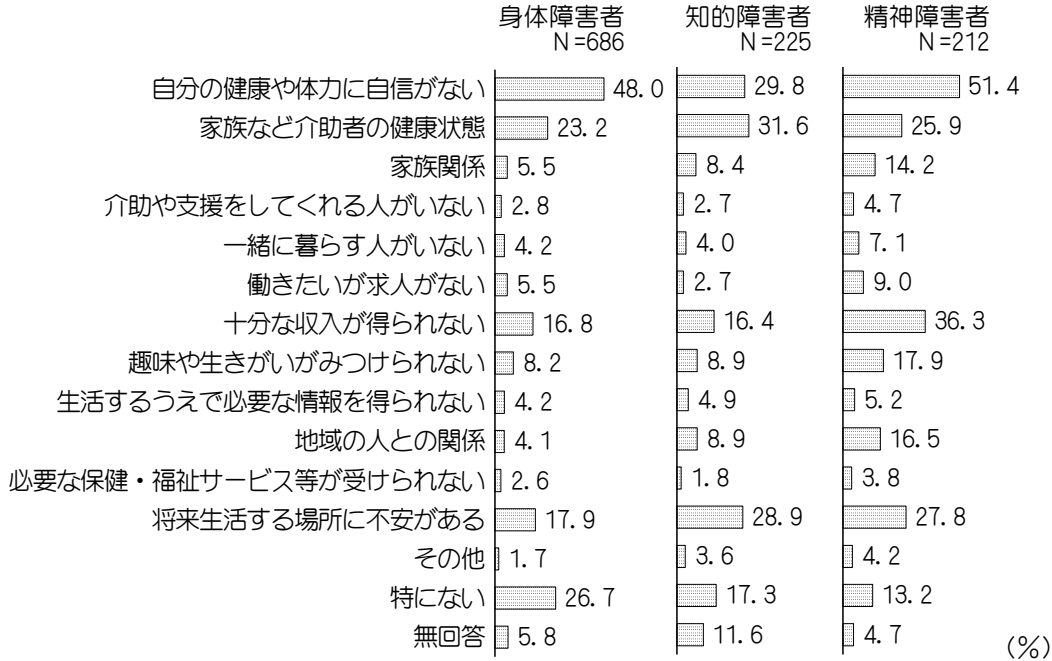 身体障害者 知的障害者 精神障害者
N=686 N=225 N=212
自分の健康や体力に自信がない 48.0 29.8 51.4
家族など介助者の健康状態 23.2 31.6 25.9
家族関係 5.5 8.4 14.2
介助や支援をしてくれる人がいない 2.8 2.7 4.7
一緒に暮らす人がいない 4.2 4.0 7.1
働きたいが求人がない 5.5 2.7 9.0
十分な収入が得られない 16.8 16.4 36.3
趣味や生きがいがみつけられない 8.2 8.9 17.9
生活するうえで必要な情報を得られない 4.2 4.9 5.2
地域の人との関係 4.1 8.9 16.5
必要な保健・福祉サービス等が受けられない 2.6 1.8 3.8
将来生活する場所に不安がある 17.9 28.9 27.8
その他 1.7 3.6 4.2
特にない 26.7 17.3 13.2
無回答 5.8 11.6 4.7
(%)